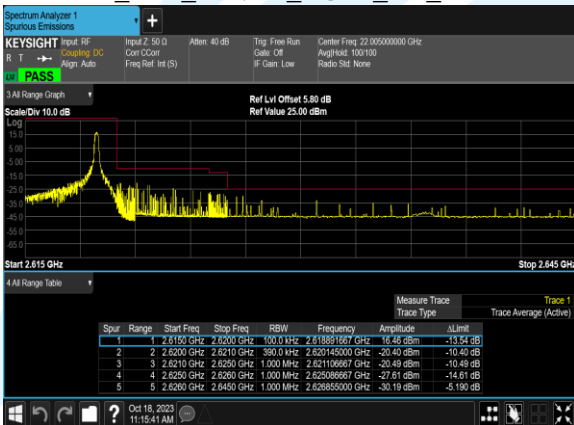 Spectrum Analyzer 1
Spurious Emissions
KEYSIGHT Input: RF Input Z: 50 Ω Atten: 40 dB Trig: Free Run Center Freq: 22.005000000 GHz
R T Coupling: DC Corr CCorr Gate: Off Avg|Hold: 100/100
Align: Auto Freq Ref: Int (S) IF Gain: Low Radio Std: None
PASS
3 All Range Graph
Ref Lvl Offset 5.80 dB
Scale/Div 10.0 dB Ref Value 25.00 dBm
Log
15.0
5.00
-5.00
-15.0
-25.0
-35.0
-45.0
-55.0
-65.0
Start 2.615 GHz Stop 2.645 GHz
4 All Range Table
Measure Trace Trace 1
Trace Type Trace Average (Active)
Spur Range Start Freq Stop Freq RBW Frequency Amplitude ΔLimit
1 1 2.6150 GHz 2.6200 GHz 100.0 kHz 2.618891667 GHz 16.46 dBm -13.54 dB
2 2 2.6200 GHz 2.6210 GHz 390.0 kHz 2.620145000 GHz -20.40 dBm -10.40 dB
3 3 2.6210 GHz 2.6250 GHz 1.000 MHz 2.621106667 GHz -20.49 dBm -10.49 dB
4 4 2.6250 GHz 2.6260 GHz 1.000 MHz 2.625086667 GHz -27.61 dBm -14.61 dB
5 5 2.6260 GHz 2.6450 GHz 1.000 MHz 2.626855000 GHz -30.19 dBm -5.190 dB
? Oct 18, 2023
11:15:41 AM